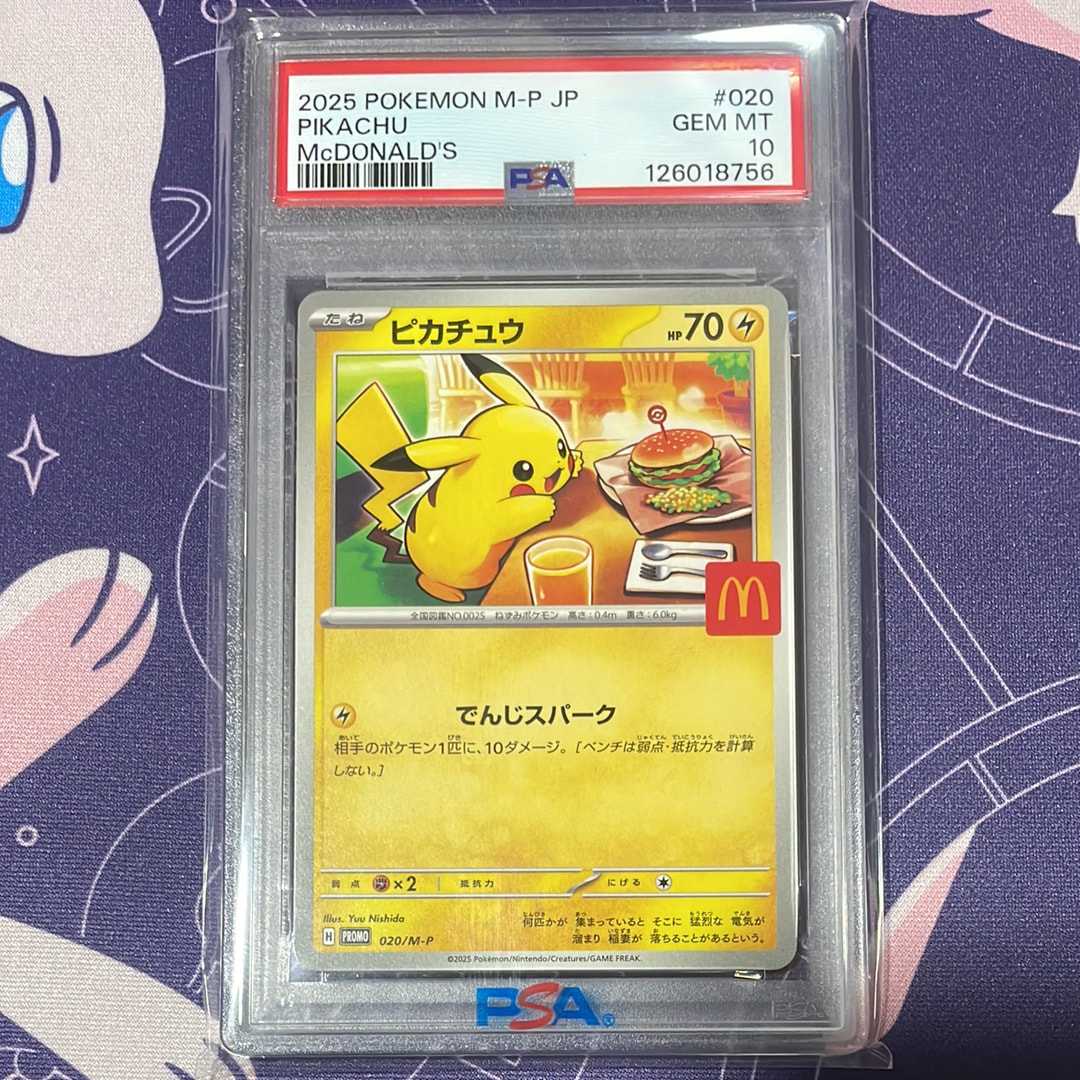 2025 POKEMON M-P JP #020
PIKACHU GEM MT
McDONALD'S 10
PSA 126018756
たね ピカチュウ HP 70
M
全国図鑑NO.0025 ねずみポケモン 高さ:0.4m 重さ:6.0kg
でんじスパーク
相手のポケモン1匹に、10ダメージ。[ベンチは弱点・抵抗力を計算
しない。]
弱点 ×2 抵抗力 にげる
Illus. Yuu Nishida
何匹かが 集まっていると そこに 猛烈な 電気が
溜まり 稲妻が 落ちることがあるという。
H PROMO 020/M-P
©2025 Pokémon/Nintendo/Creatures/GAME FREAK.
PSA®
PSA